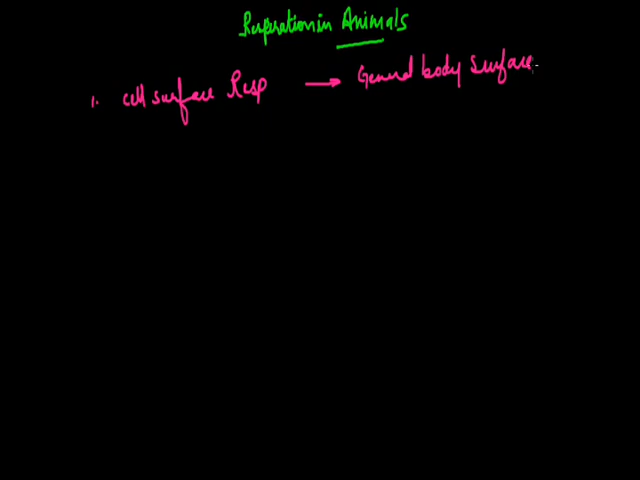 Respiration in Animals
1. Cell surface Resp → General body surface